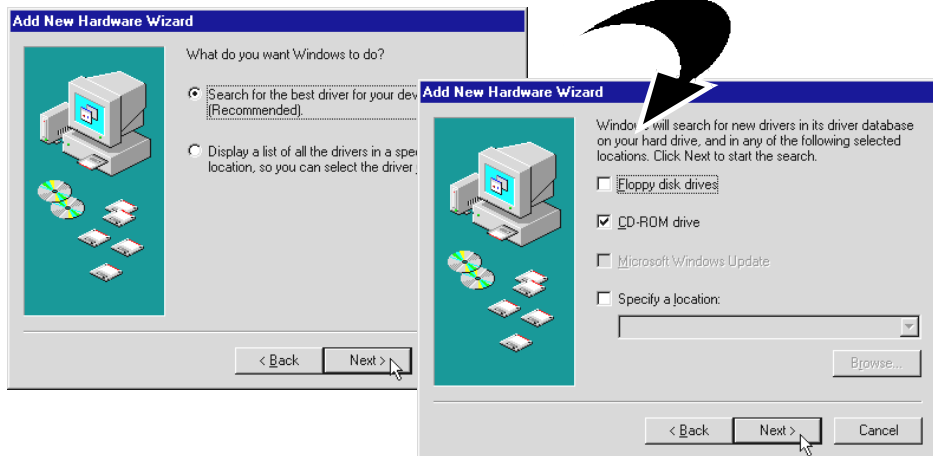 Add New Hardware Wizard
What do you want Windows to do?
Search for the best driver for your
(Recommended).
Display a list of all the drivers in a
location, so you can select the driver
< Back
Next >
Add New Hardware Wizard
will search for new drivers in its driver database
on your hard drive, and in any of the following selected
locations. Click Next to start the search.
Floppy disk drives
CD-ROM drive
Microsoft Windows Update
Specify a location:
Browse...
< Back
Next >
Cancel